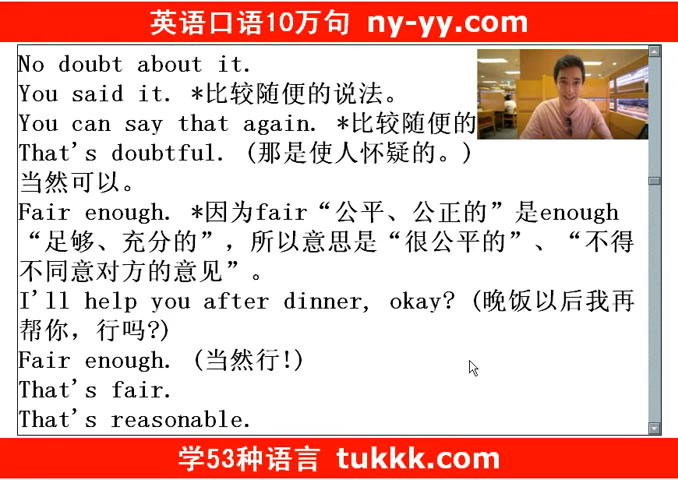 英语口语10万句 ny-yy.com
No doubt about it.
You said it. *比较随便的说法。
You can say that again. *比较随便的
That's doubtful. (那是使人怀疑的。)
当然可以。
Fair enough. *因为fair“公平、公正的”是enough
“足够、充分的”，所以意思是“很公平的”、“不得
不同意对方的意见”。
I'll help you after dinner, okay? (晚饭以后我再
帮你，行吗?)
Fair enough. (当然行!)
That's fair.
That's reasonable.
学53种语言 tukkk.com